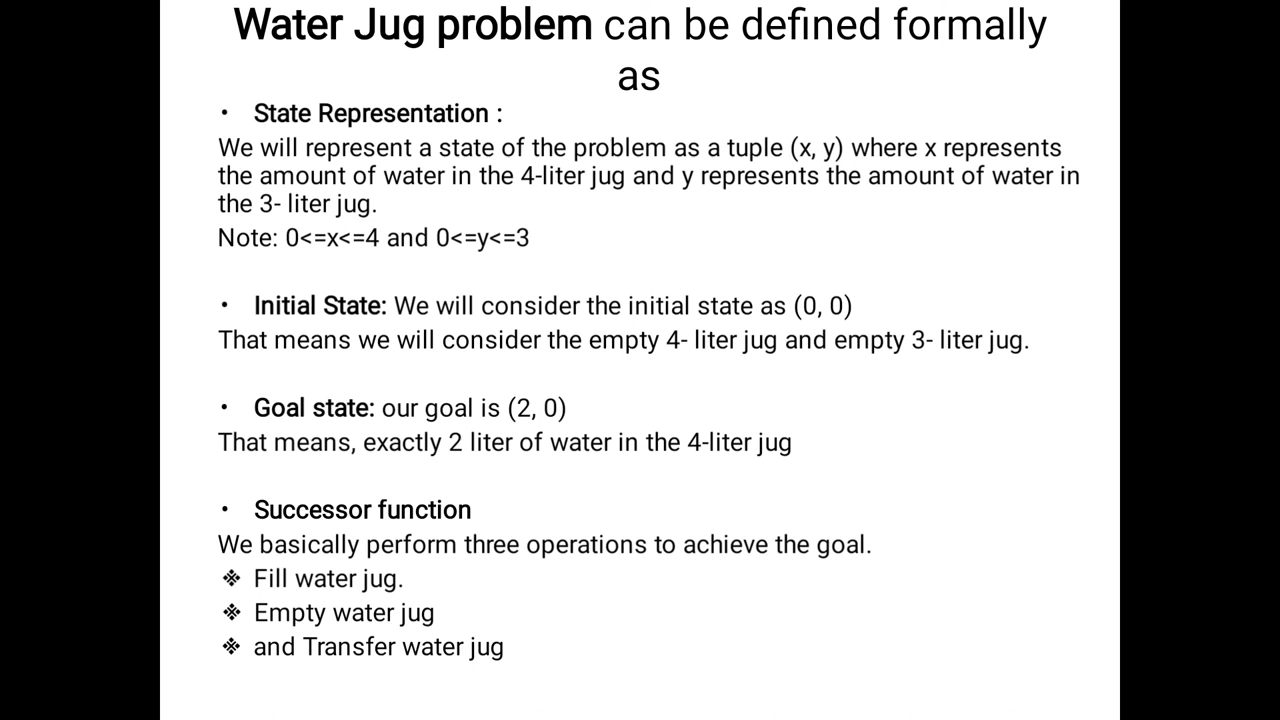 Water Jug problem can be defined formally
as
• State Representation :
We will represent a state of the problem as a tuple (x, y) where x represents
the amount of water in the 4-liter jug and y represents the amount of water in
the 3- liter jug.
Note: 0<=x<=4 and 0<=y<=3
• Initial State: We will consider the initial state as (0, 0)
That means we will consider the empty 4- liter jug and empty 3- liter jug.
• Goal state: our goal is (2, 0)
That means, exactly 2 liter of water in the 4-liter jug
• Successor function
We basically perform three operations to achieve the goal.
❖ Fill water jug.
❖ Empty water jug
❖ and Transfer water jug